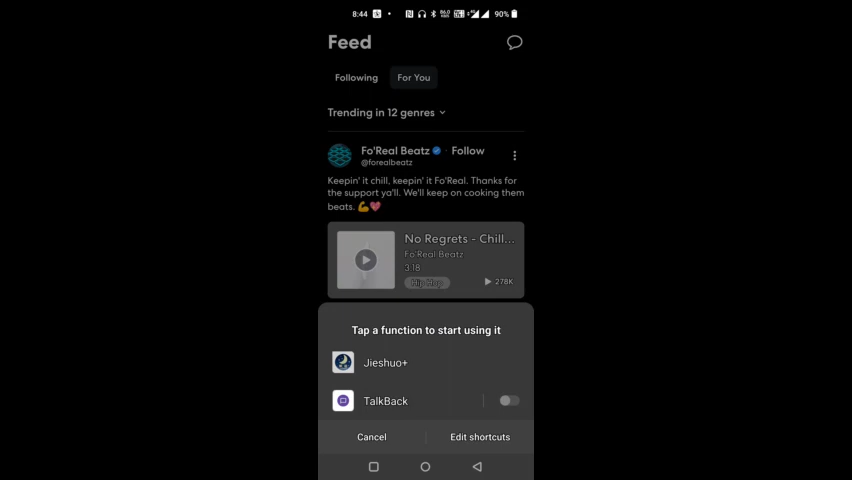 8:44 90%
Feed
Following For You
Trending in 12 genres
Fo'Real Beatz · Follow
@forealbeatz
Keepin' it chill, keepin' it Fo'Real. Thanks for
the support ya'll. We'll keep on cooking them
beats. 💪💖
No Regrets - Chill...
Fo'Real Beatz
3:18
Hip Hop 278K
Tap a function to start using it
Jieshuo+
TalkBack
Cancel Edit shortcuts